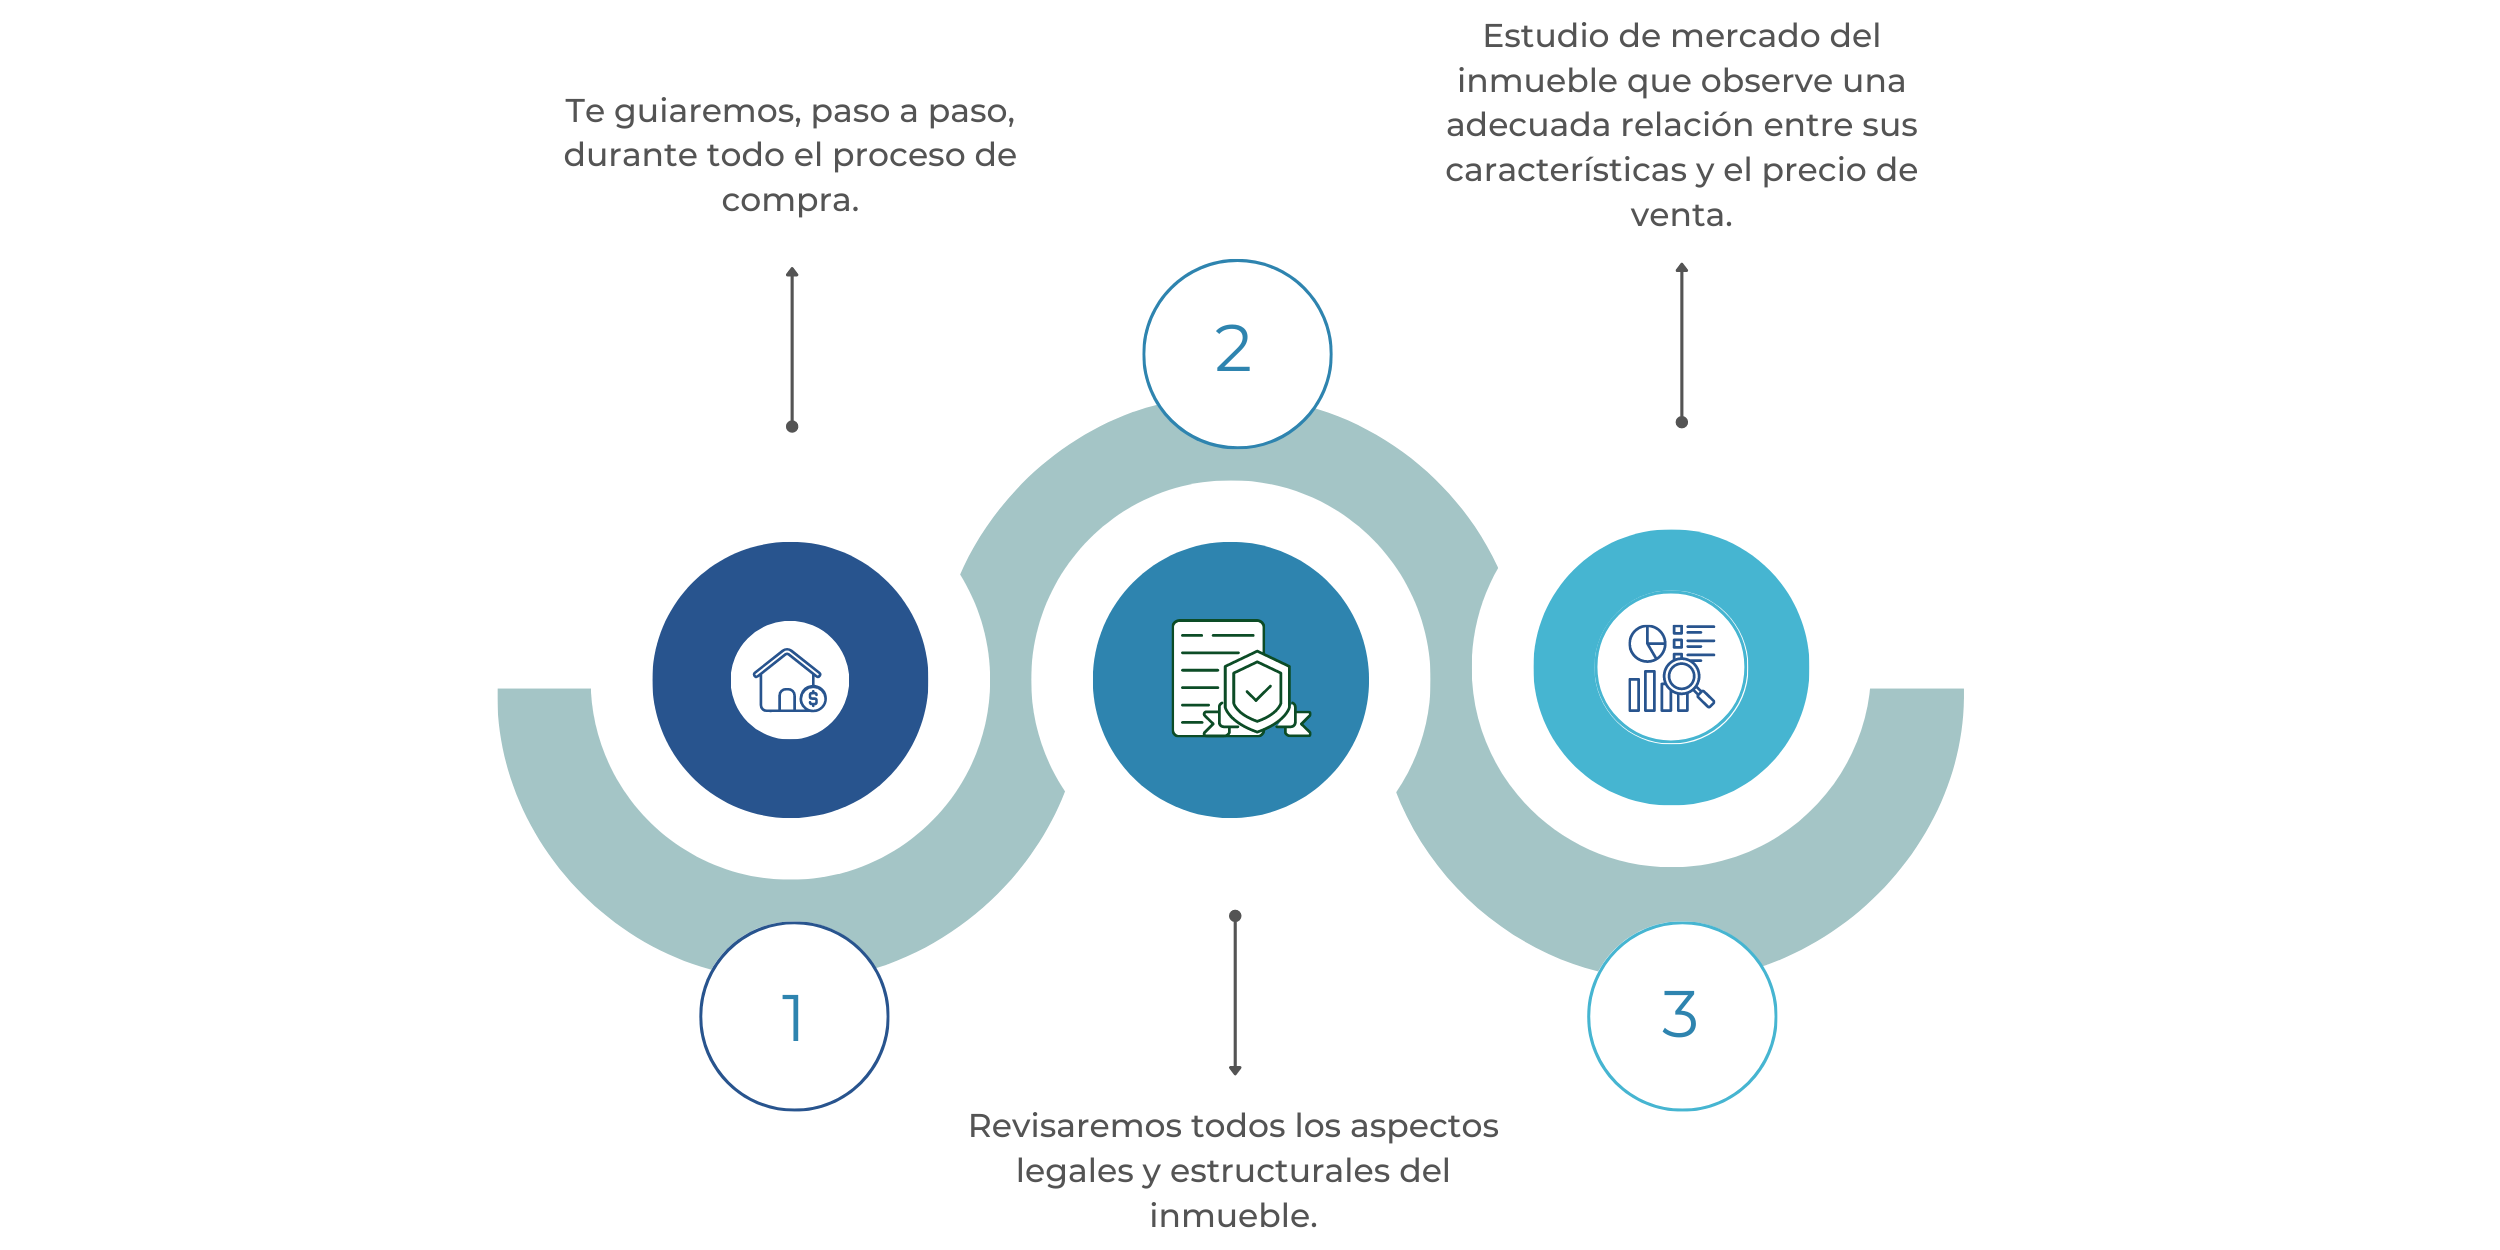 Te guiaremos, paso a paso,
durante todo el proceso de
compra.
Estudio de mercado del
inmueble que observe una
adecuada relación entre sus
características y el precio de
venta.
2
1
3
Revisaremos todos los aspectos
legales y estructurales del
inmueble.